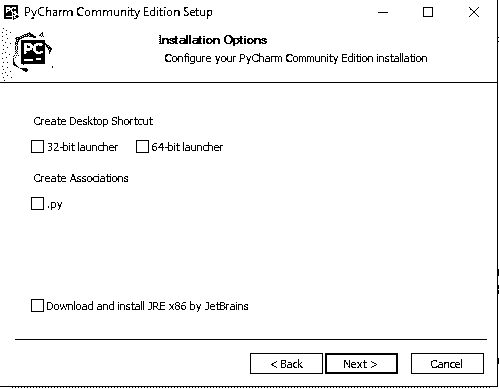 PyCharm Community Edition Setup
PC
Installation Options
Configure your PyCharm Community Edition installation
Create Desktop Shortcut
32-bit launcher 64-bit launcher
Create Associations
.py
Download and install JRE x86 by JetBrains
< Back Next > Cancel